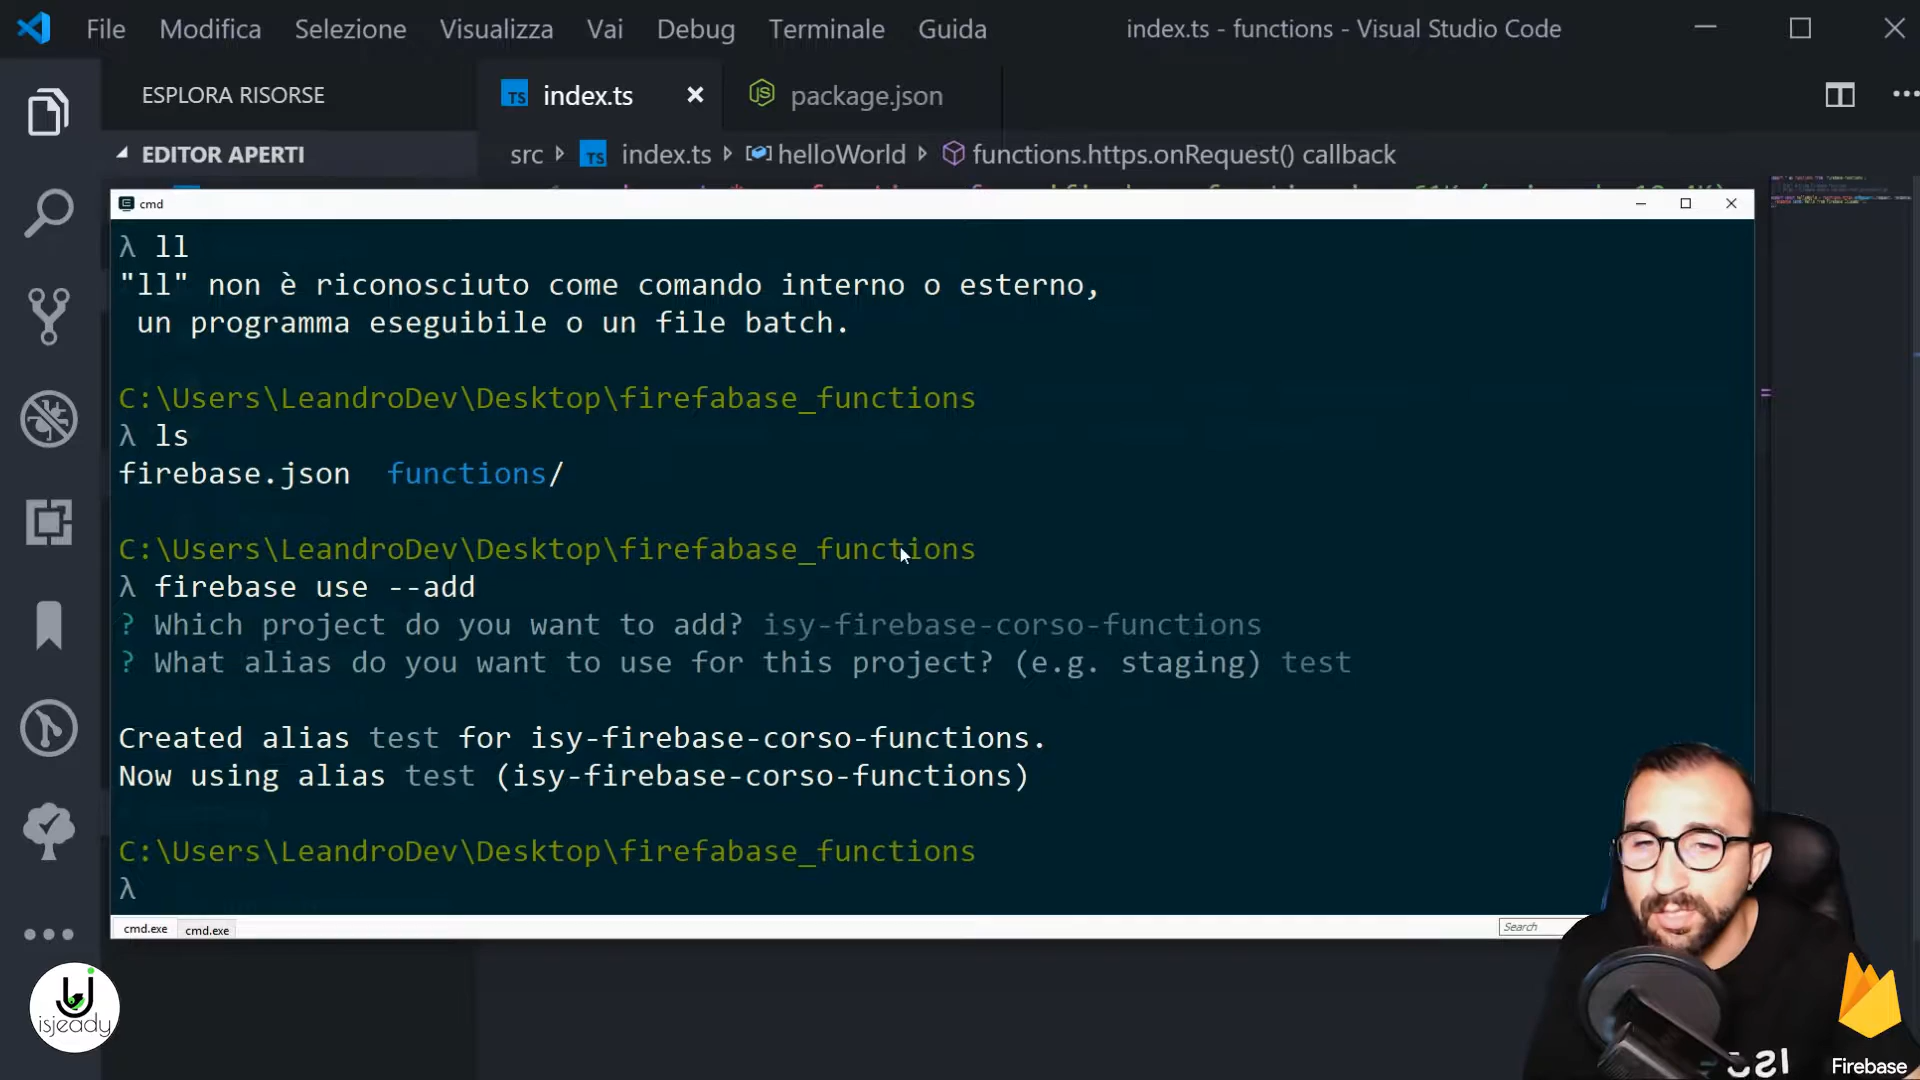 File Modifica Selezione Visualizza Vai Debug Terminale Guida index.ts - functions - Visual Studio Code
ESPLORA RISORSE
TS index.ts
JS package.json
EDITOR APERTI
src TS index.ts helloWorld functions.https.onRequest() callback
cmd
λ ll
"ll" non è riconosciuto come comando interno o esterno,
un programma eseguibile o un file batch.
C:\Users\LeandroDev\Desktop\firefabase_functions
λ ls
firebase.json functions/
C:\Users\LeandroDev\Desktop\firefabase_functions
λ firebase use --add
? Which project do you want to add? isy-firebase-corso-functions
? What alias do you want to use for this project? (e.g. staging) test
Created alias test for isy-firebase-corso-functions.
Now using alias test (isy-firebase-corso-functions)
C:\Users\LeandroDev\Desktop\firefabase_functions
λ
cmd.exe cmd.exe
Search
isjeady
Firebase